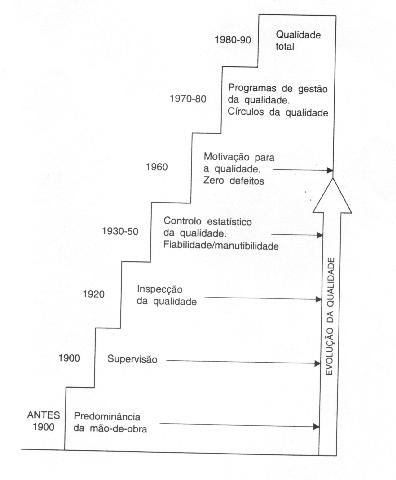 1980-90
Qualidade
total
1970-80
Programas de gestão
da qualidade.
Círculos da qualidade
1960
Motivação para
a qualidade.
Zero defeitos
1930-50
Controlo estatístico
da qualidade.
Fiabilidade/manutibilidade
1920
Inspecção
da qualidade
1900
Supervisão
ANTES
1900
Predominância
da mão-de-obra
EVOLUÇÃO DA QUALIDADE